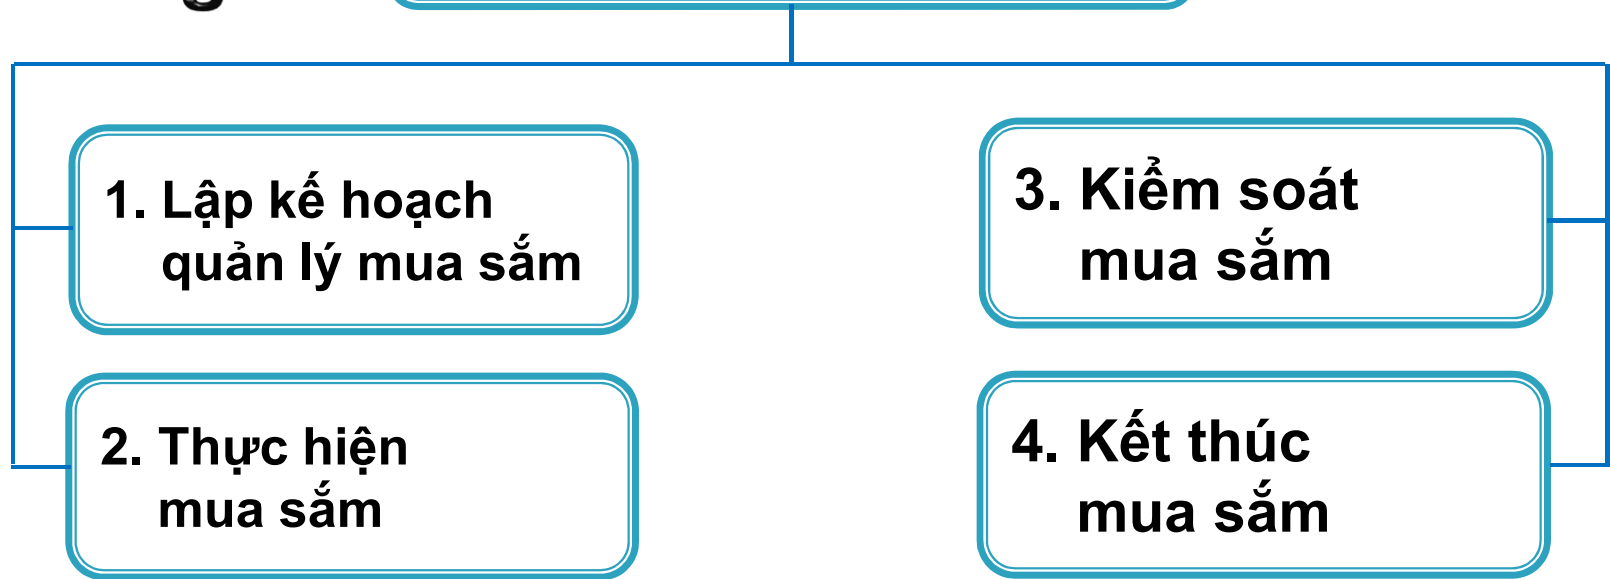 1. Lập kế hoạch
quản lý mua sắm
2. Thực hiện
mua sắm
3. Kiểm soát
mua sắm
4. Kết thúc
mua sắm